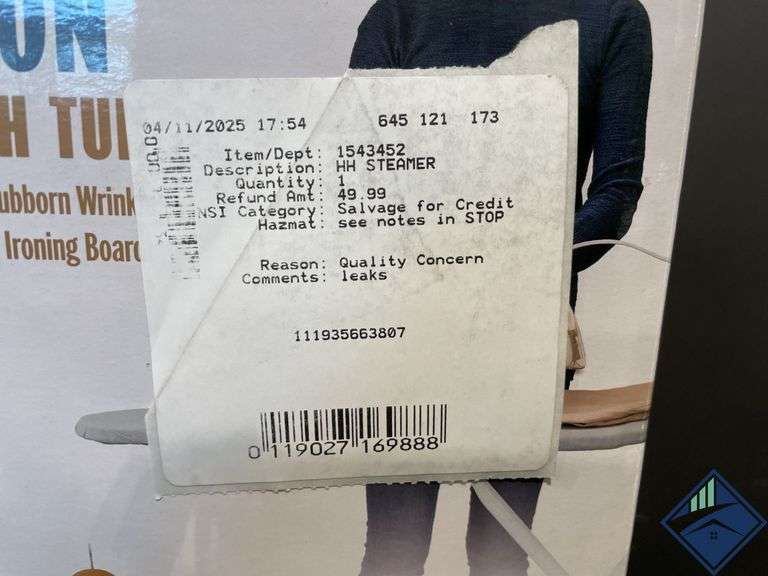 ON
H TU
ubborn Wrink
Ironing Board
04/11/2025 17:54 645 121 173
Item/Dept: 1543452
Description: HH STEAMER
Quantity: 1
Refund Amt: 49.99
NSI Category: Salvage for Credit
Hazmat: see notes in STOP
Reason: Quality Concern
Comments: leaks
111935663807
0 119027 169888